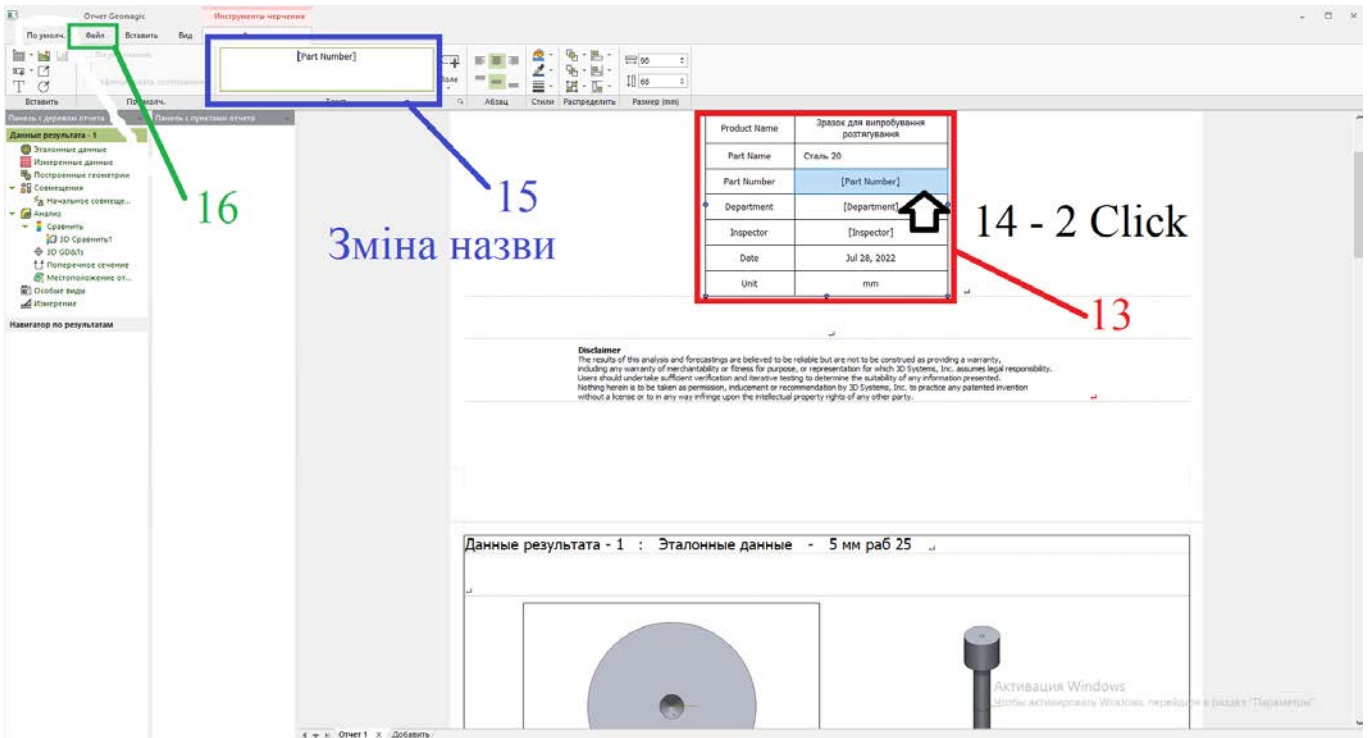 Отчет Geomagic
Инструменты черчения
По умолч.
Файл
Вставить
Вид
[Part Number]
Поле
90
68
Вставить
По умолч.
Текст
Абзац
Стили
Распределить
Размер (mm)
Панель с деревом отчета
Панель с пунктами отчета
Данные результата - 1
Эталонные данные
Измеренные данные
Построенные геометрии
Совмещения
Начальное совмеще...
Анализ
Сравнить
3D Сравнить1
3D GD&Ts
Поперечное сечение
Местоположение от...
Особые виды
Измерение
Навигатор по результатам
16
15
Зміна назви
Product Name Зразок для випробування розтягування
Part Name Сталь 20
Part Number [Part Number]
Department [Department]
Inspector [Inspector]
Date Jul 28, 2022
Unit mm
14 - 2 Click
13
Disclaimer
The results of this analysis and forecastings are believed to be reliable but are not to be construed as providing a warranty,
including any warranty of merchantability or fitness for purpose, or representation for which 3D Systems, Inc. assumes legal responsibility.
Users should undertake sufficient verification and iterative testing to determine the suitability of any information presented.
Nothing herein is to be taken as permission, inducement or recommendation by 3D Systems, Inc. to practice any patented invention
without a license or to in any way infringe upon the intellectual property rights of any other party.
Данные результата - 1 : Эталонные данные - 5 мм раб 25
Активация Windows
Чтобы активировать Windows, перейдите в раздел "Параметры".
Отчет 1 X Добавить